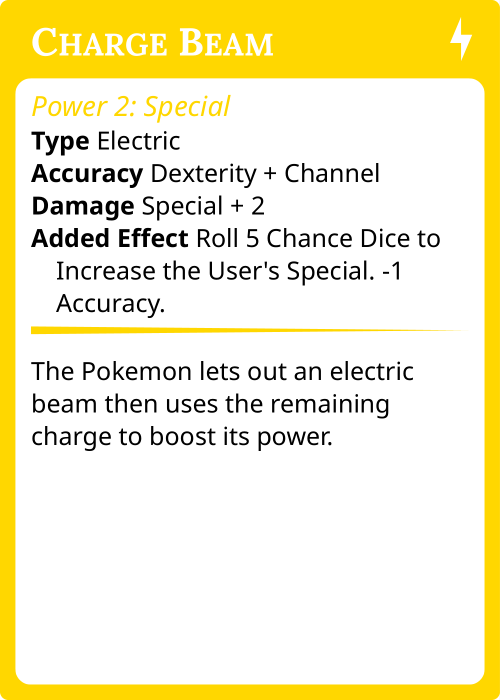 Charge Beam
Power 2: Special
Type Electric
Accuracy Dexterity + Channel
Damage Special + 2
Added Effect Roll 5 Chance Dice to
Increase the User's Special. -1
Accuracy.
The Pokemon lets out an electric
beam then uses the remaining
charge to boost its power.